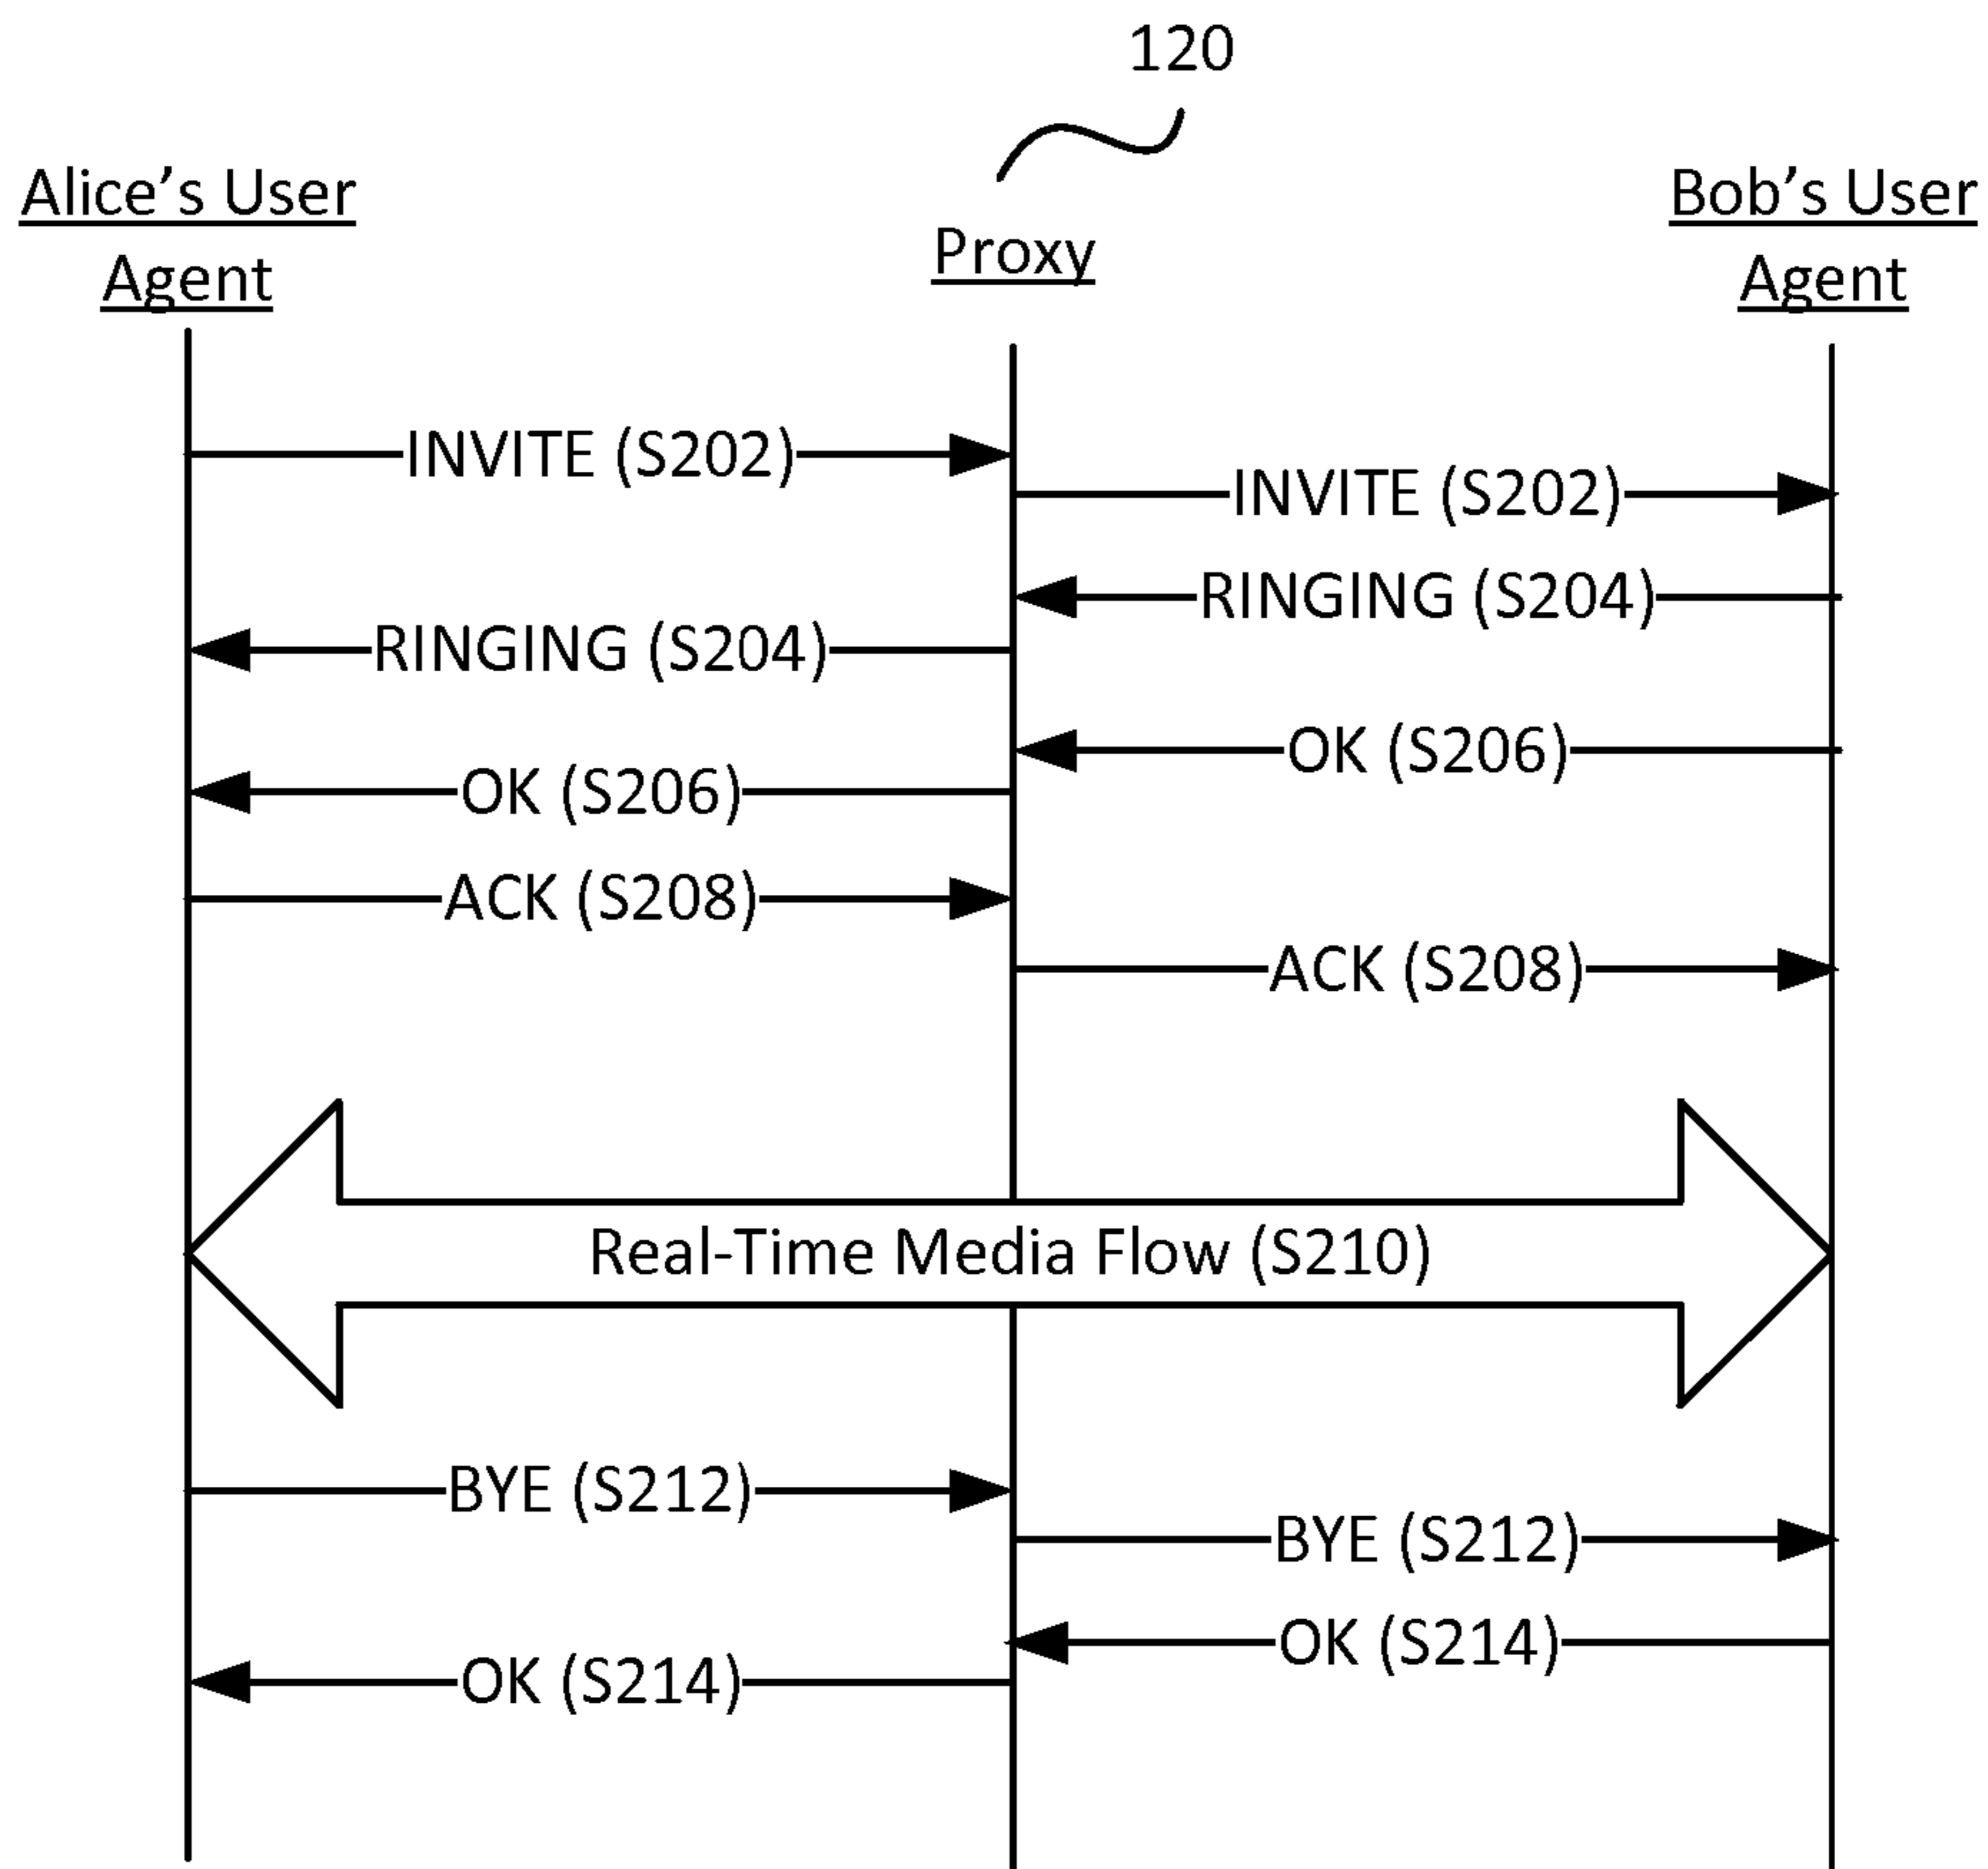 120
Alice's User
Agent
Proxy
Bob's User
Agent
INVITE (S202)
INVITE (S202)
RINGING (S204)
RINGING (S204)
OK (S206)
OK (S206)
ACK (S208)
ACK (S208)
Real-Time Media Flow (S210)
BYE (S212)
BYE (S212)
OK (S214)
OK (S214)